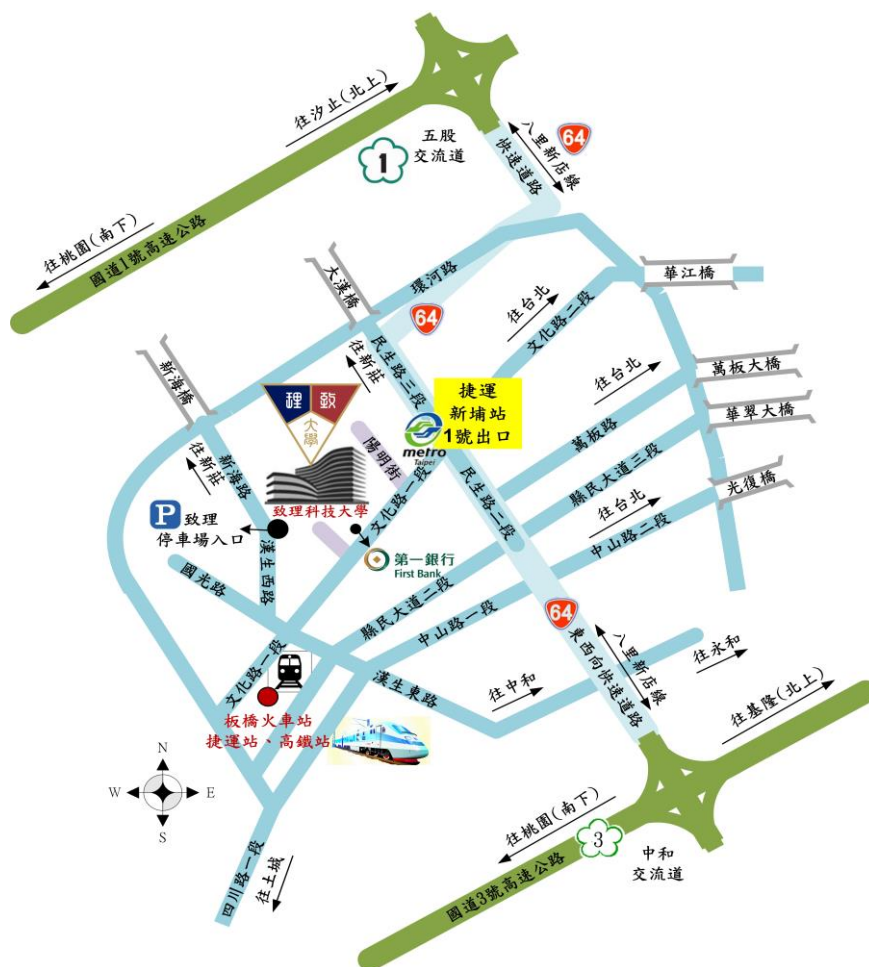 往汐止(北上)
64
八里新店線
快速道路
1
五股
交流道
往桃園(南下)
國道1號高速公路
大漢橋
環河路
華江橋
64
往台北
文化路二段
新海橋
民生路三段
往新莊
捷運
新埔站
1號出口
往台北
萬板大橋
理 致
大學
metro
Taipei
陽明街
萬板路
華翠大橋
往新莊
新海路
縣民大道三段
光復橋
致理科技大學
文化路一段
民生路二段
往台北
P 致理
停車場入口
中山路二段
漢生西路
第一銀行
First Bank
國光路
縣民大道二段
中山路一段
64
八里新店線
東西向快速道路
往永和
文化路一段
漢生東路
往中和
板橋火車站
捷運站、高鐵站
往基隆(北上)
N
W E
S
往桃園(南下)
3
中和
交流道
國道3號高速公路
四川路一段
往土城